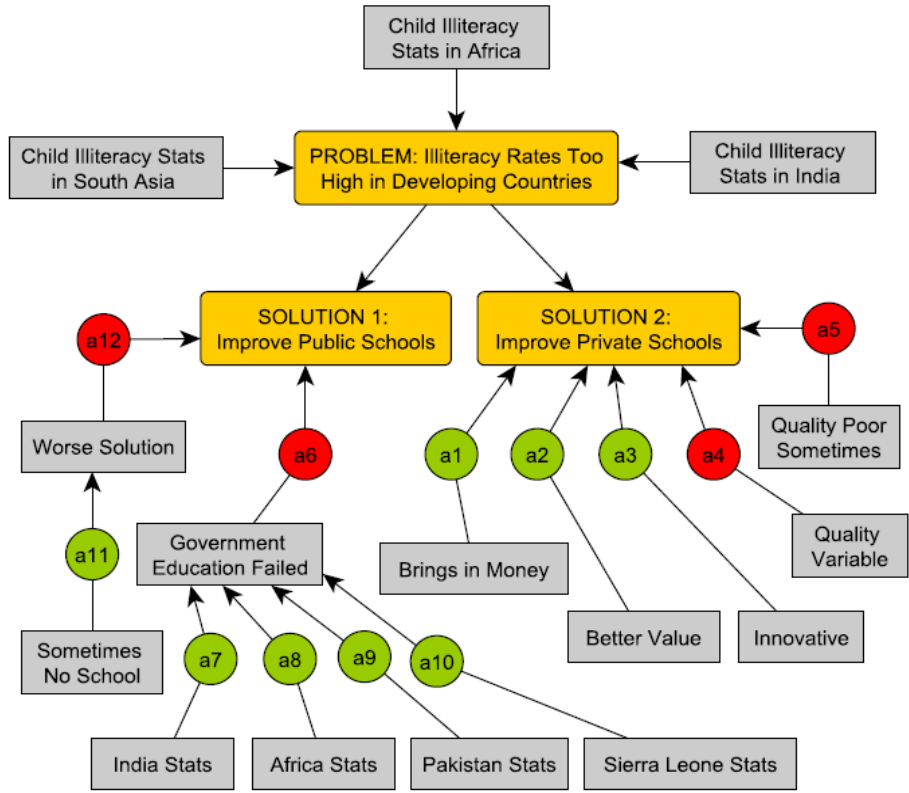 Child Illiteracy
Stats in Africa
Child Illiteracy Stats
in South Asia
PROBLEM: Illiteracy Rates Too
High in Developing Countries
Child Illiteracy
Stats in India
SOLUTION 1:
Improve Public Schools
SOLUTION 2:
Improve Private Schools
a12
a5
Worse Solution
a6
a1
a2
a3
a4
Quality Poor
Sometimes
a11
Government
Education Failed
Brings in Money
Quality
Variable
Sometimes
No School
a7
a8
a9
a10
Better Value
Innovative
India Stats
Africa Stats
Pakistan Stats
Sierra Leone Stats